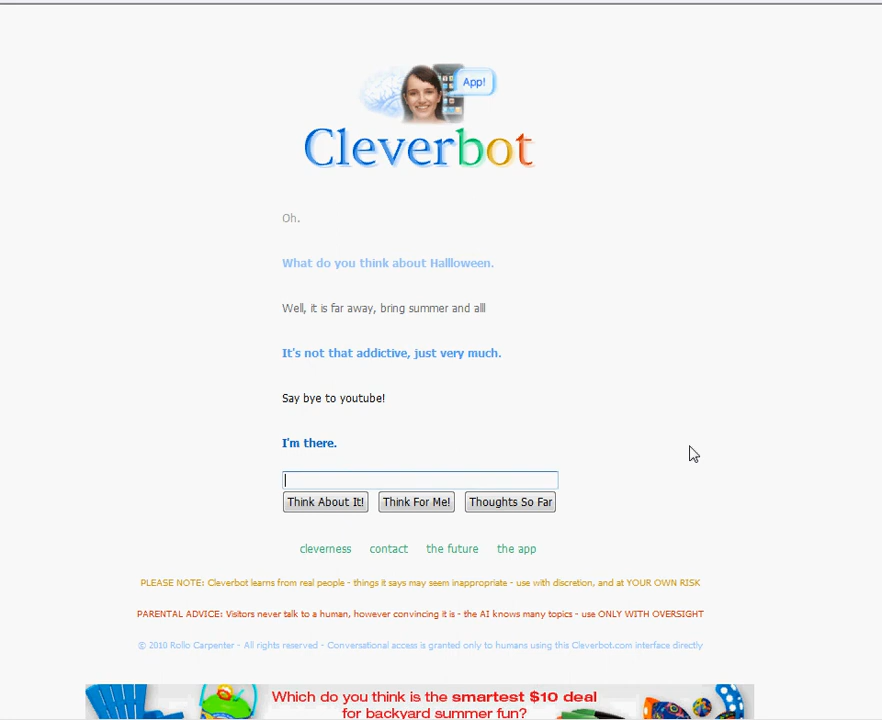 App!
Cleverbot
Oh.
What do you think about Hallloween.
Well, it is far away, bring summer and alll
It's not that addictive, just very much.
Say bye to youtube!
I'm there.
Think About It! Think For Me! Thoughts So Far
cleverness contact the future the app
PLEASE NOTE: Cleverbot learns from real people - things it says may seem inappropriate - use with discretion, and at YOUR OWN RISK
PARENTAL ADVICE: Visitors never talk to a human, however convincing it is - the AI knows many topics - use ONLY WITH OVERSIGHT
© 2010 Rollo Carpenter - All rights reserved - Conversational access is granted only to humans using this Cleverbot.com interface directly
Which do you think is the smartest $10 deal
for backyard summer fun?